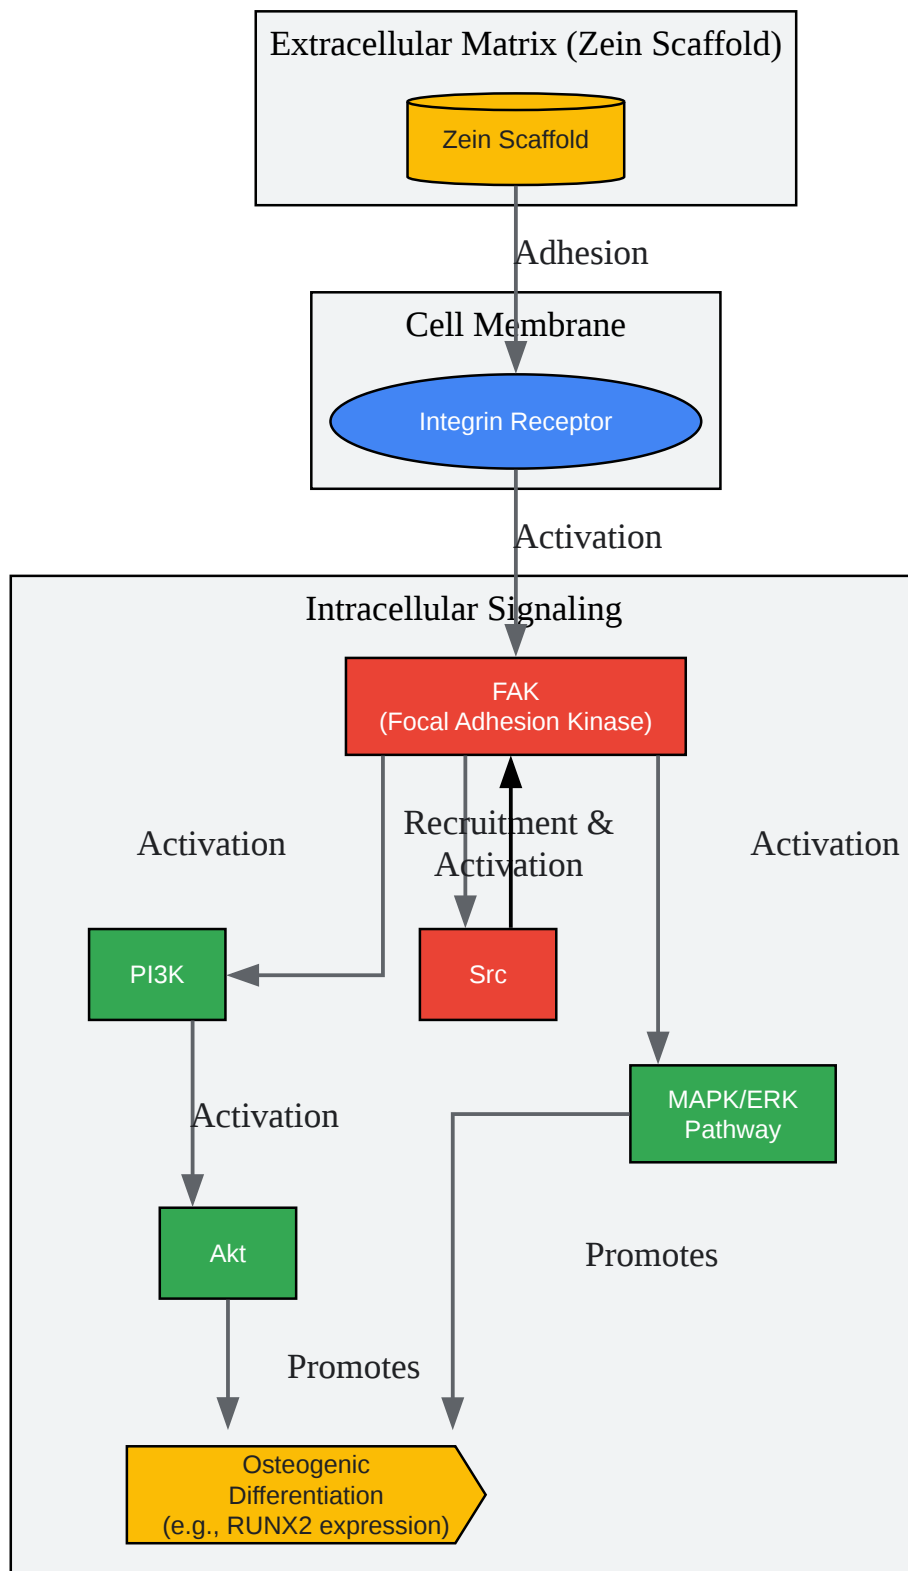 Extracellular Matrix (Zein Scaffold)
Zein Scaffold
Adhesion
Cell Membrane
Integrin Receptor
Activation
Intracellular Signaling
FAK
(Focal Adhesion Kinase)
Activation
Recruitment &
Activation
Activation
PI3K
Src
MAPK/ERK
Pathway
Activation
Akt
Promotes
Promotes
Osteogenic
Differentiation
(e.g., RUNX2 expression)